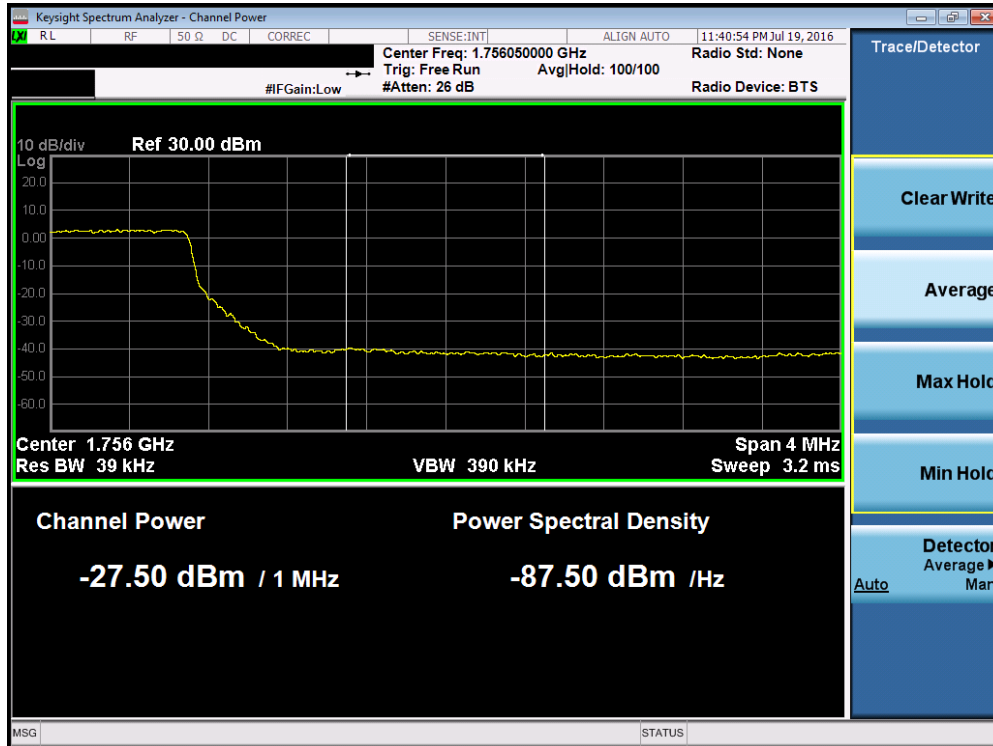 Keysight Spectrum Analyzer - Channel Power
LXI RL RF 50 Ω DC CORREC SENSE:INT ALIGN AUTO 11:40:54 PM Jul 19, 2016
Center Freq: 1.756050000 GHz Radio Std: None
Trig: Free Run Avg|Hold: 100/100
#IFGain:Low #Atten: 26 dB Radio Device: BTS
Trace/Detector
10 dB/div Ref 30.00 dBm
Log
20.0
10.0
0.00
-10.0
-20.0
-30.0
-40.0
-50.0
-60.0
Center 1.756 GHz Span 4 MHz
Res BW 39 kHz VBW 390 kHz Sweep 3.2 ms
Channel Power Power Spectral Density
-27.50 dBm / 1 MHz -87.50 dBm /Hz
Clear Write
Average
Max Hold
Min Hold
Detector
Average
Auto Man
MSG STATUS